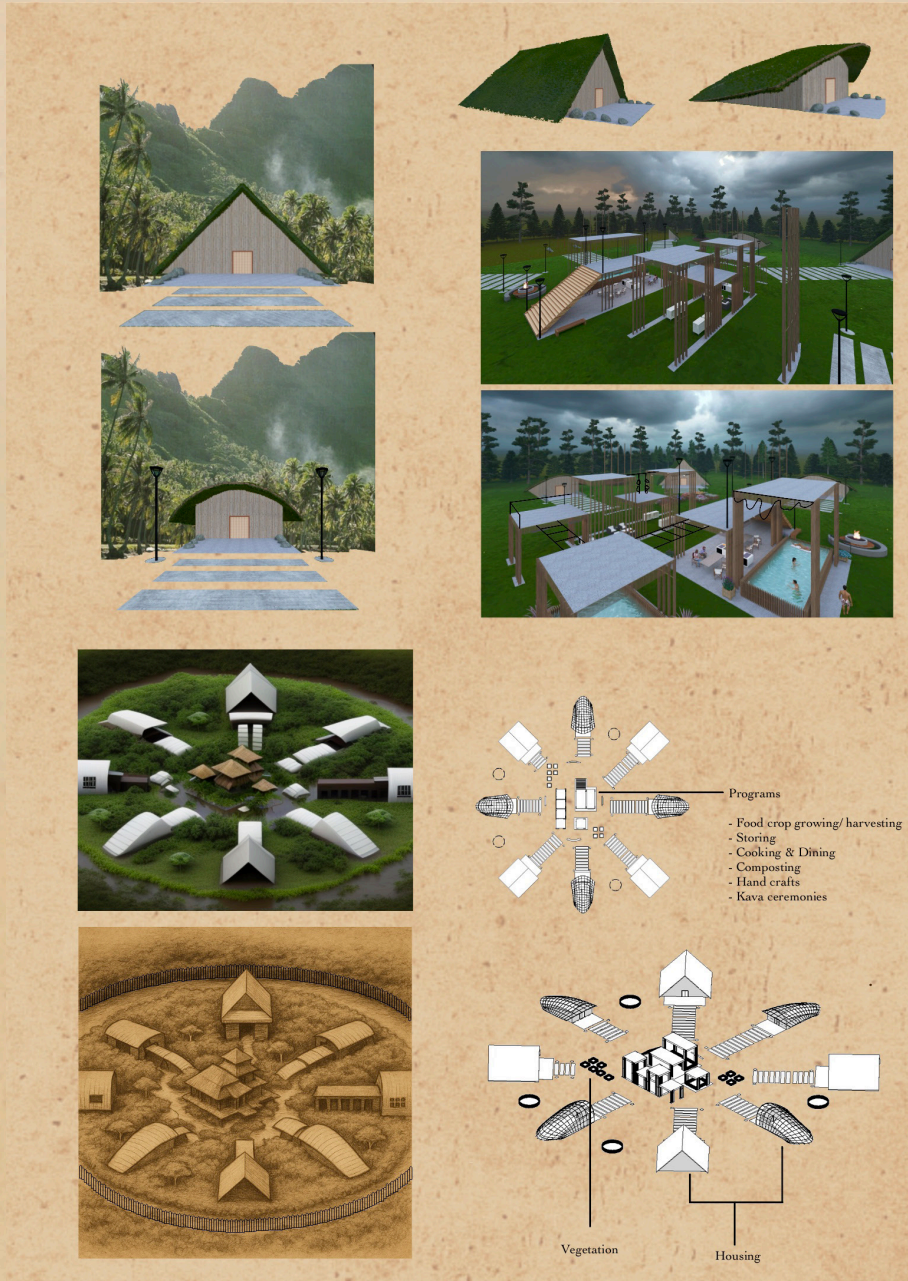 Programs
- Food crop growing/ harvesting
- Storing
- Cooking & Dining
- Composting
- Hand crafts
- Kava ceremonies
Vegetation
Housing